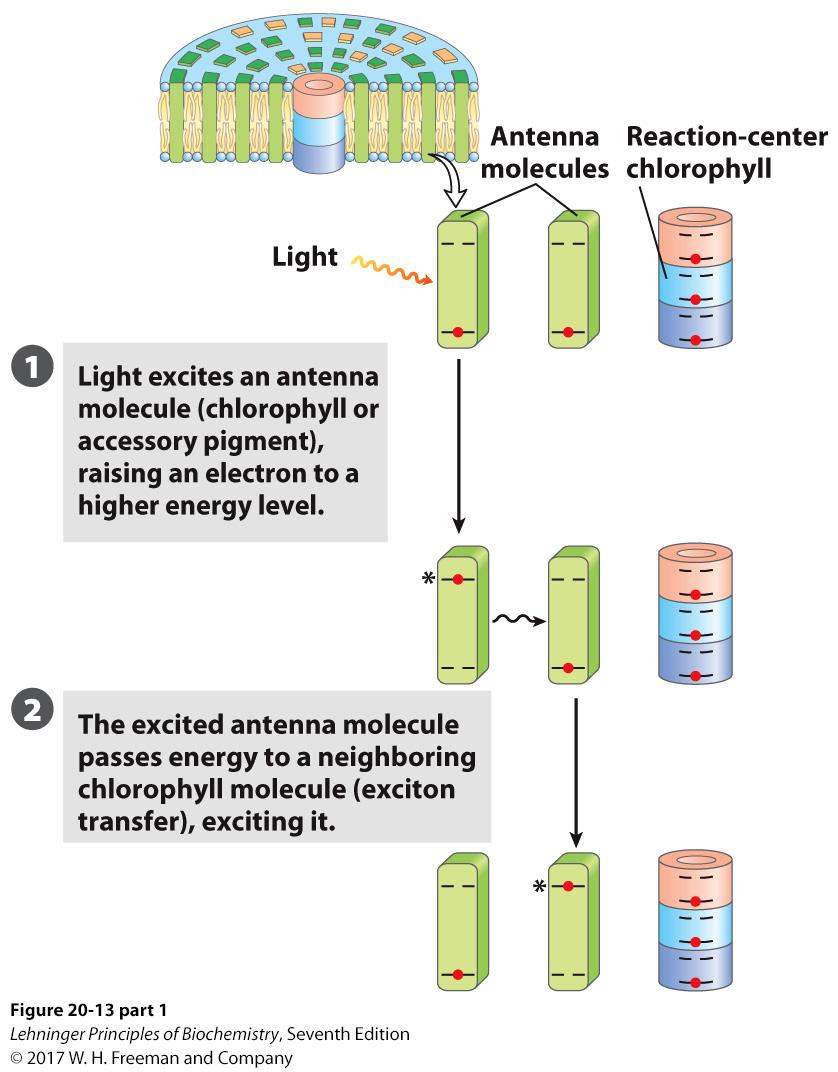 Antenna
molecules
Reaction-center
chlorophyll
Light
1
Light excites an antenna
molecule (chlorophyll or
accessory pigment),
raising an electron to a
higher energy level.
*
2
The excited antenna molecule
passes energy to a neighboring
chlorophyll molecule (exciton
transfer), exciting it.
*
Figure 20-13 part 1
Lehninger Principles of Biochemistry, Seventh Edition
© 2017 W. H. Freeman and Company